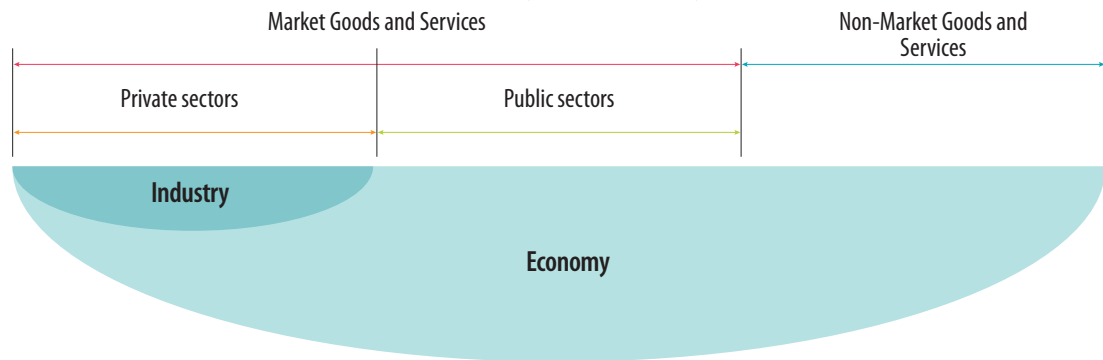 Market Goods and Services
Non-Market Goods and
Services
Private sectors
Public sectors
Industry
Economy